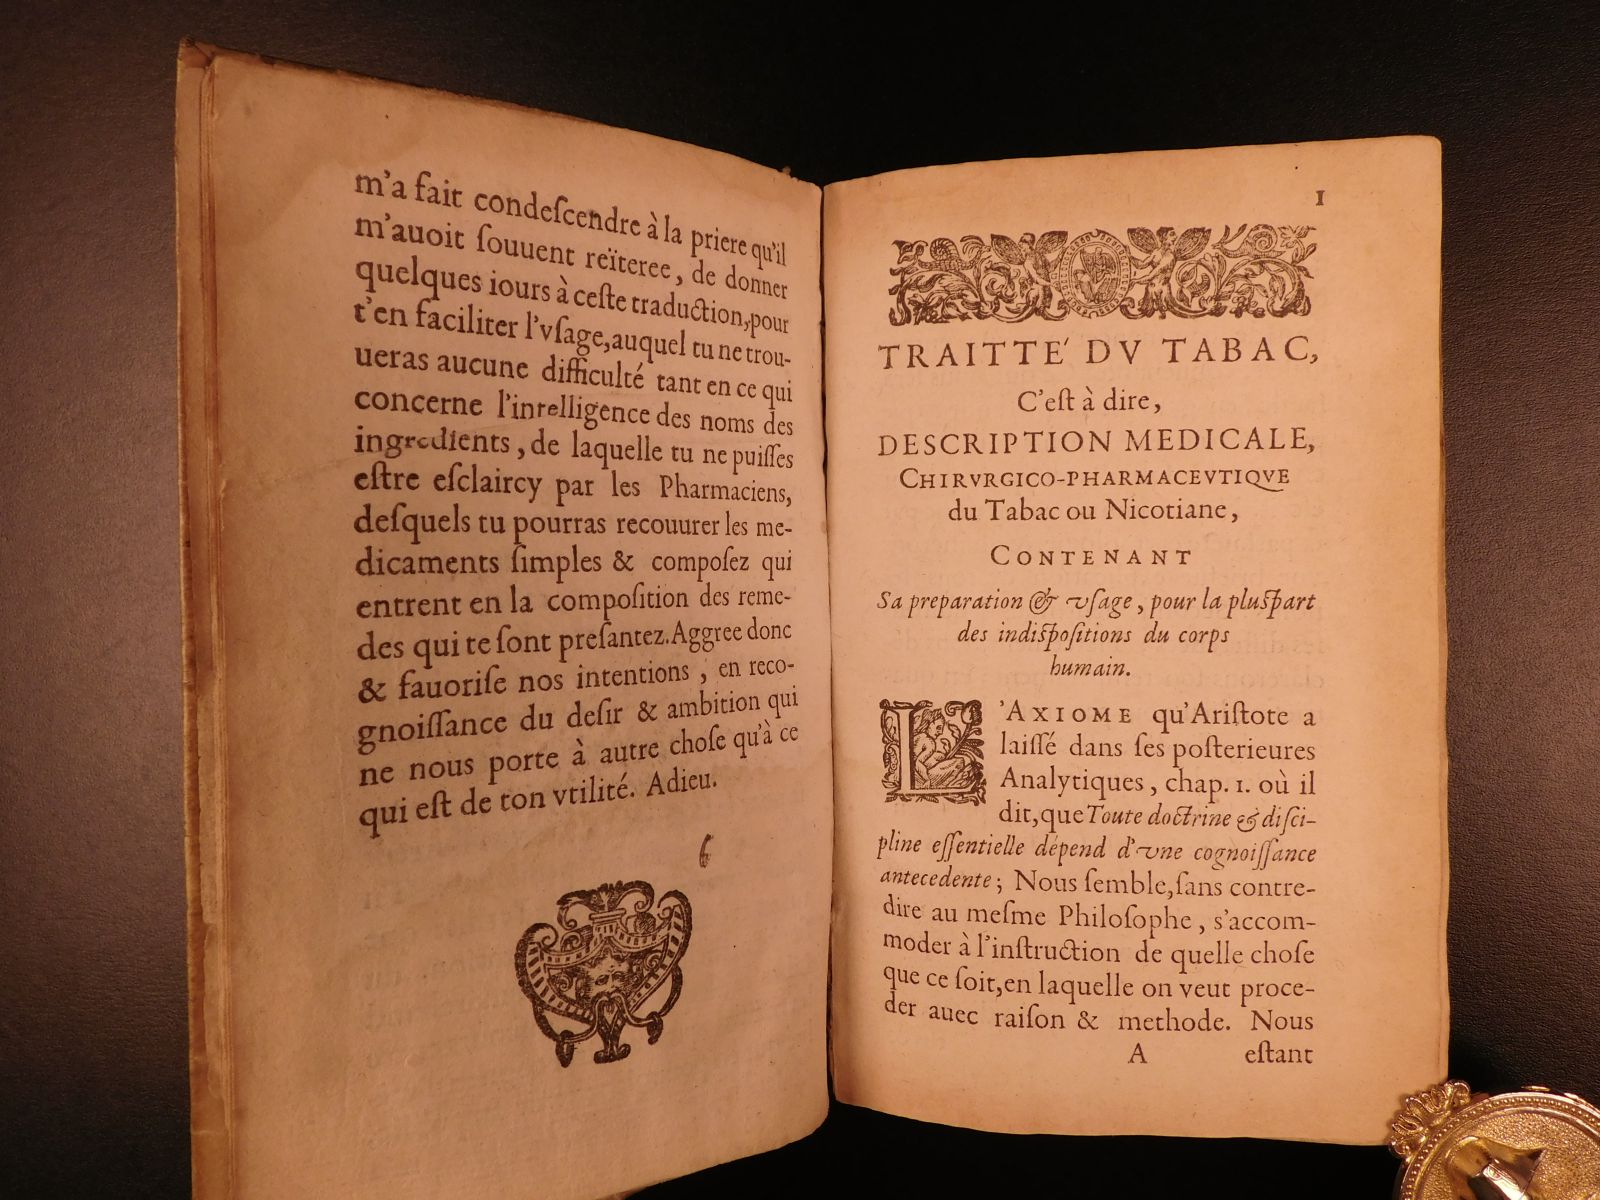 m'a fait condeſcendre à la priere qu'il
m'auoit ſouuent reïteree, de donner
quelques iours à ceſte traduction, pour
t'en faciliter l'vſage, auquel tu ne trou-
ueras aucune difficulté tant en ce qui
concerne l'intelligence des noms des
ingredients, de laquelle tu ne puiſſes
eſtre eſclaircy par les Pharmaciens,
deſquels tu pourras recouurer les me-
dicaments ſimples & compoſez qui
entrent en la compoſition des reme-
des qui te ſont preſantez. Aggree donc
& fauoriſe nos intentions, en reco-
gnoiſſance du deſir & ambition qui
ne nous porte à autre choſe qu'à ce
qui eſt de ton vtilité. Adieu.
6
1
TRAITTE' DV TABAC,
C'eſt à dire,
DESCRIPTION MEDICALE,
CHIRVRGICO-PHARMACEVTIQVE
du Tabac ou Nicotiane,
CONTENANT
Sa preparation & vſage, pour la pluſpart
des indiſpoſitions du corps
humain.
L'AXIOME qu'Ariſtote a
laiſſé dans ſes poſterieures
Analytiques, chap. 1. où il
dit, que Toute doctrine & diſci-
pline eſſentielle dépend d'vne cognoiſſance
antecedente; Nous ſemble, ſans contre-
dire au meſme Philoſophe, s'accom-
moder à l'inſtruction de quelle choſe
que ce ſoit, en laquelle on veut proce-
der auec raiſon & methode. Nous
A eſtant